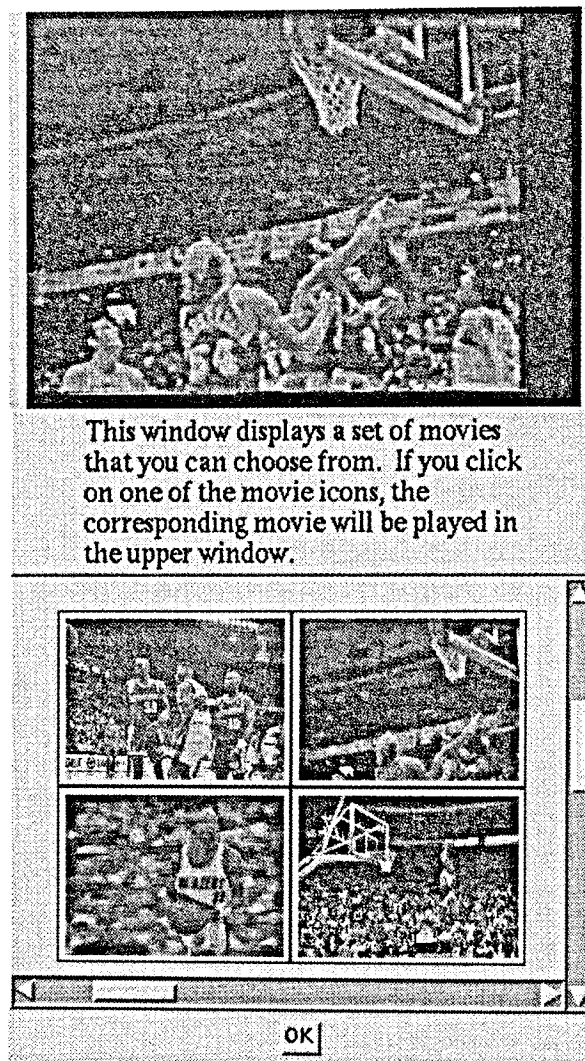 This window displays a set of movies
that you can choose from.  If you click
on one of the movie icons, the
corresponding movie will be played in
the upper window.
BLAZERS
OK